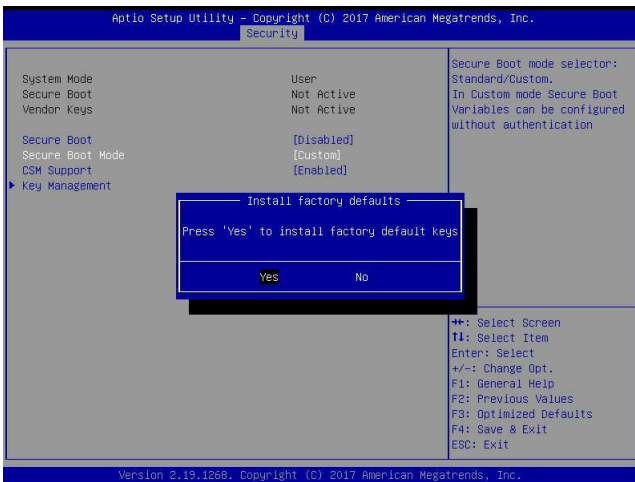 Aptio Setup Utility – Copyright (C) 2017 American Megatrends, Inc.
Security
System Mode User
Secure Boot Not Active
Vendor Keys Not Active
Secure Boot [Disabled]
Secure Boot Mode [Custom]
CSM Support [Enabled]
Key Management
Install factory defaults
Press 'Yes' to install factory default keys
Yes No
Secure Boot mode selector:
Standard/Custom.
In Custom mode Secure Boot
Variables can be configured
without authentication
→←: Select Screen
↑↓: Select Item
Enter: Select
+/-: Change Opt.
F1: General Help
F2: Previous Values
F3: Optimized Defaults
F4: Save & Exit
ESC: Exit
Version 2.19.1268. Copyright (C) 2017 American Megatrends, Inc.